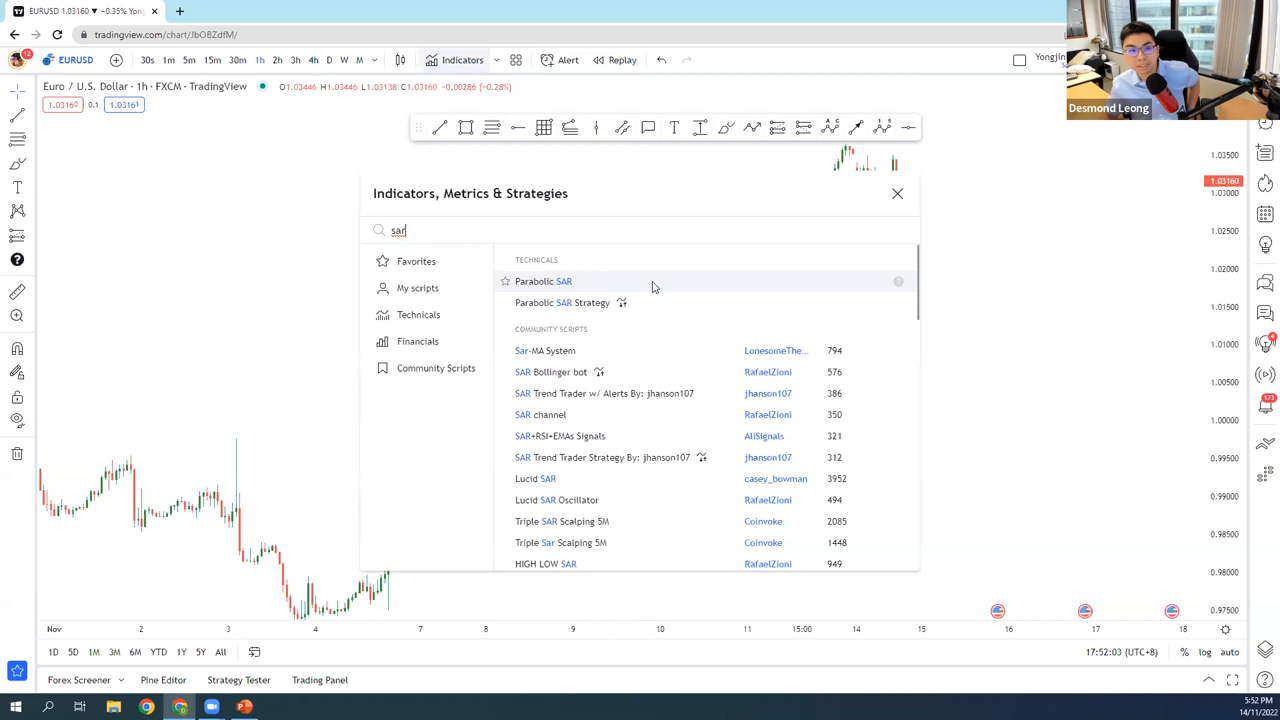 EURUSD 1.03160 ▼ −0.35% Yong
tradingview.com/chart/JbO8ZdfM/
12
EURUSD 30s 1m 5m 15m 30m 1h 2h 3h 4h D W M Indicators Alert Replay Yongjin
Euro / U.S. Dollar · 1h · FXCM · TradingView O1.03446 H1.03446 L1.03138 C1.03160 −0.00286 (−0.28%)
1.03160 0.1 1.03161
Desmond Leong
Indicators, Metrics & Strategies
sar
Favorites
My scripts
Technicals
Financials
Community Scripts
TECHNICALS
Parabolic SAR
Parabolic SAR Strategy
COMMUNITY SCRIPTS
Sar-MA System LonesomeThe... 794
SAR Bollinger bot RafaelZioni 576
SAR Trend Trader w/ Alerts By: jhanson107 jhanson107 386
SAR channel RafaelZioni 350
SAR+RSI+EMAs Signals AliSignals 321
SAR Trend Trader Strategy By: jhanson107 jhanson107 312
Lucid SAR casey_bowman 3952
Lucid SAR Oscillator RafaelZioni 494
Triple SAR Scalping 5M Coinvoke 2085
Triple Sar Scalping 5M Coinvoke 1448
HIGH LOW SAR RafaelZioni 949
1.03500
1.03160
1.03000
1.02500
1.02000
1.01500
1.01000
1.00500
1.00000
0.99500
0.99000
0.98500
0.98000
0.97500
4
173
Nov 2 3 4 7 8 9 10 11 15:00 14 15 16 17 18
1D 5D 1M 3M 6M YTD 1Y 5Y All 17:52:03 (UTC+8) % log auto
Forex Screener Pine Editor Strategy Tester Trading Panel
5:52 PM
14/11/2022